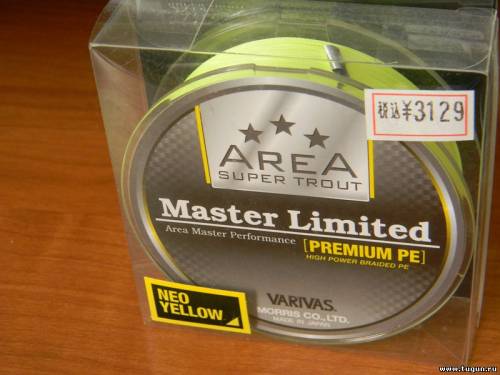 税込¥3129
AREA
SUPER TROUT
Master Limited
Area Master Performance
[PREMIUM PE]
HIGH POWER BRAIDED PE
NEO
YELLOW
VARIVAS.
MORRIS CO., LTD.
MADE IN JAPAN
www.tugun.ru